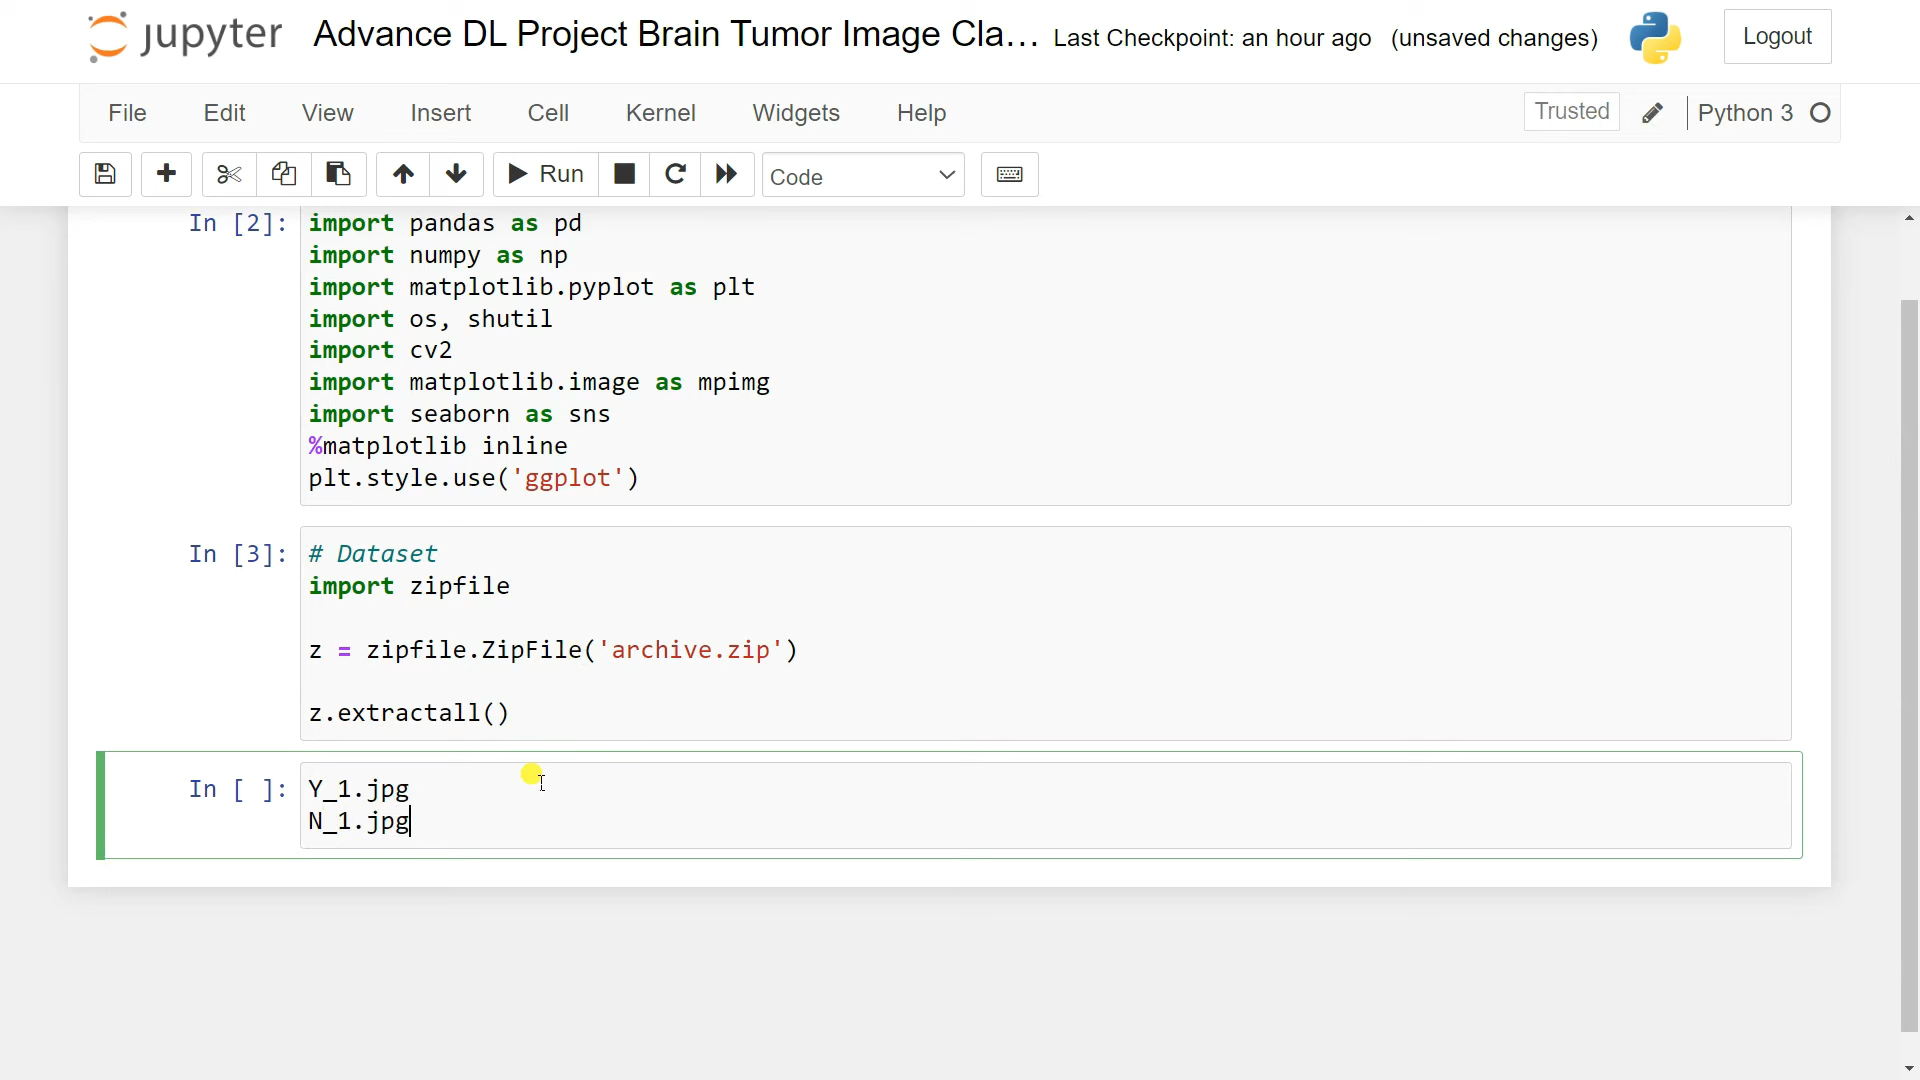 jupyter Advance DL Project Brain Tumor Image Cla... Last Checkpoint: an hour ago (unsaved changes) Logout
File Edit View Insert Cell Kernel Widgets Help Trusted Python 3
Run Code
In [2]: import pandas as pd
import numpy as np
import matplotlib.pyplot as plt
import os, shutil
import cv2
import matplotlib.image as mpimg
import seaborn as sns
%matplotlib inline
plt.style.use('ggplot')
In [3]: # Dataset
import zipfile
z = zipfile.ZipFile('archive.zip')
z.extractall()
In [ ]: Y_1.jpg
N_1.jpg